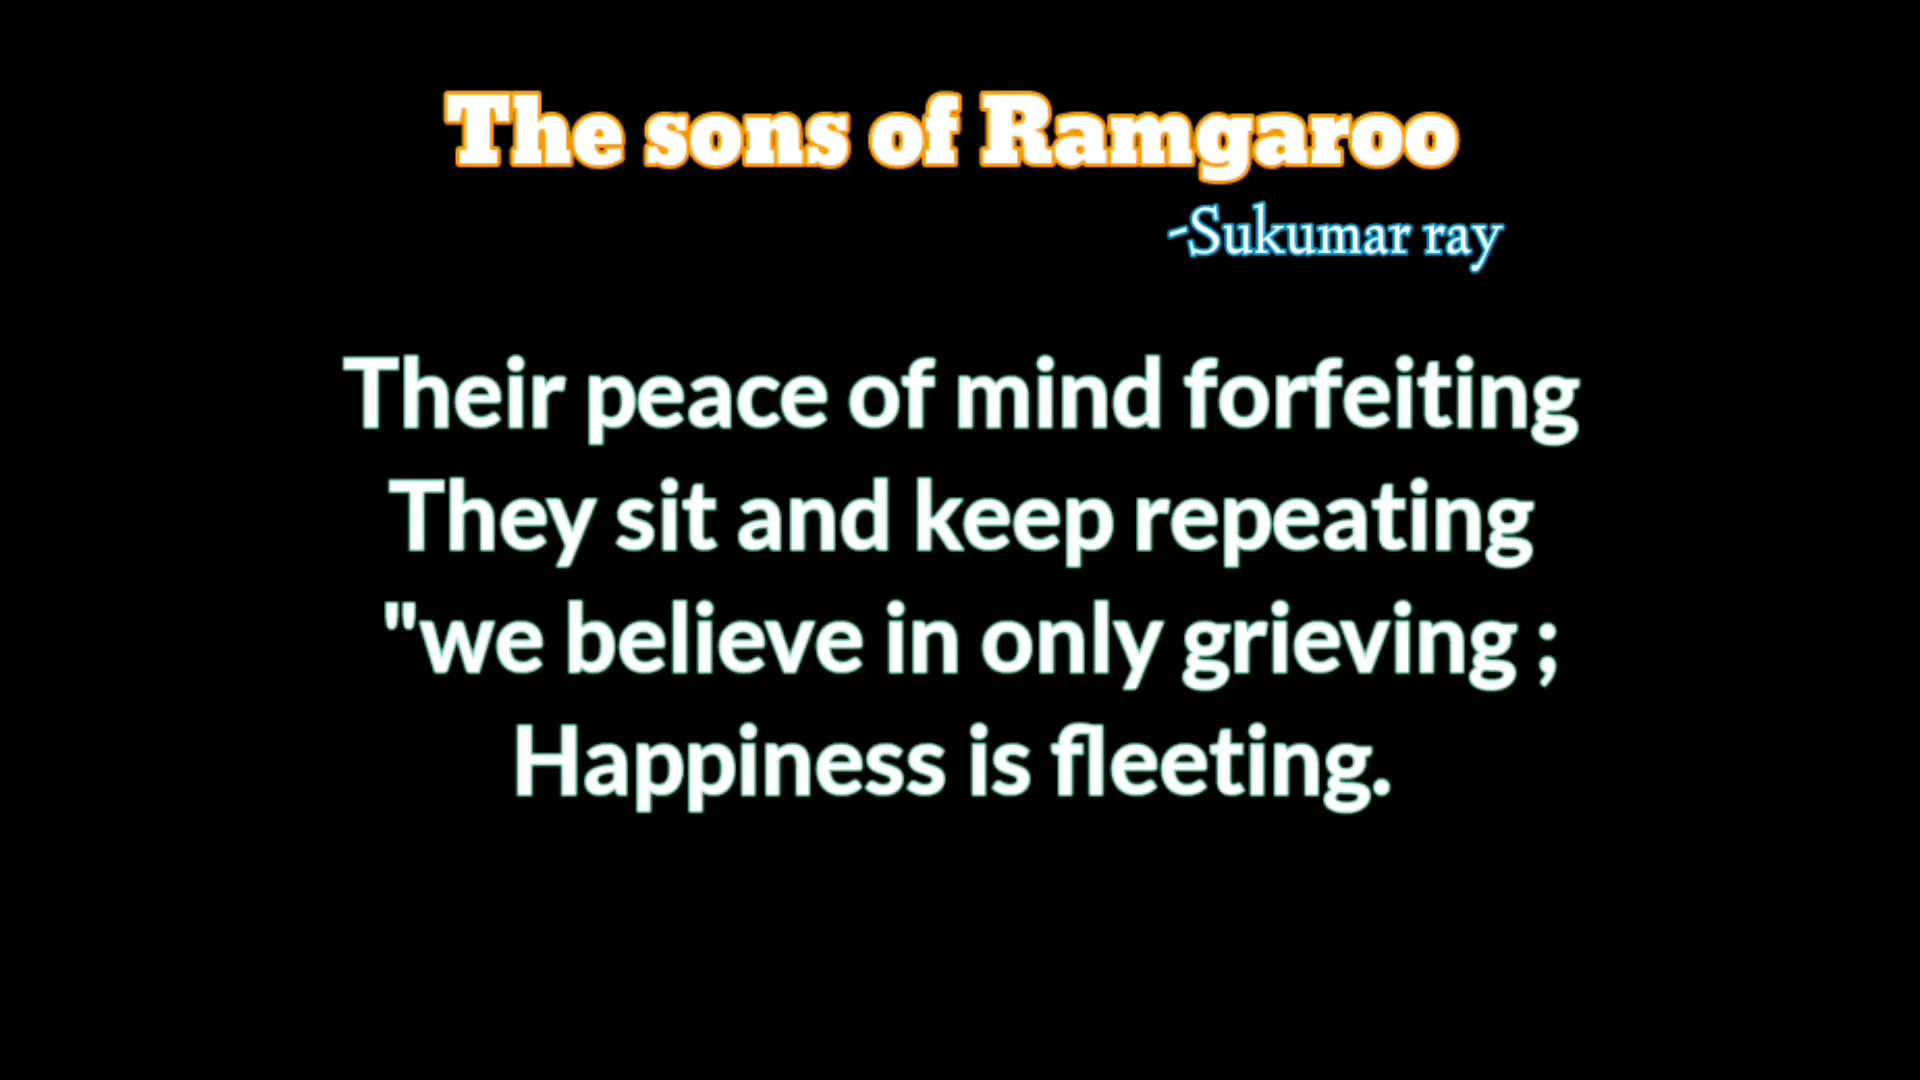 The sons of Ramgaroo
-Sukumar ray
Their peace of mind forfeiting
They sit and keep repeating
"we believe in only grieving ;
Happiness is fleeting.